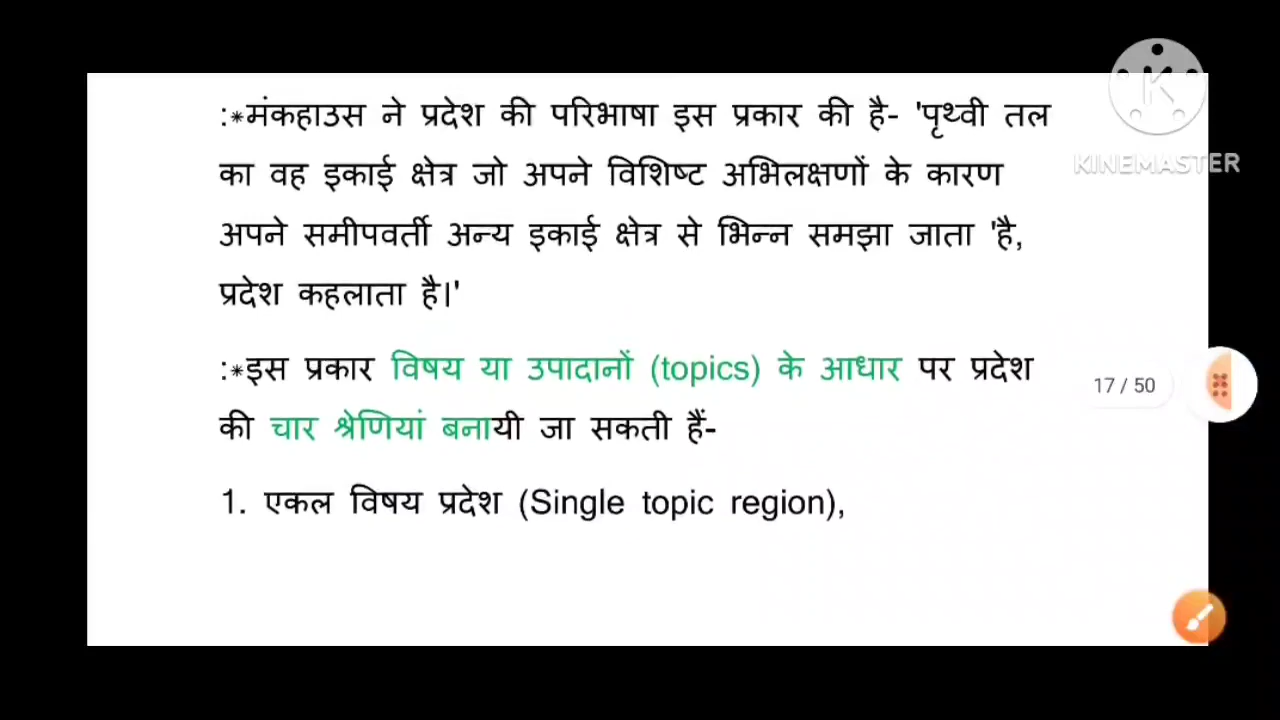 :*मंकहाउस ने प्रदेश की परिभाषा इस प्रकार की है- 'पृथ्वी तल
का वह इकाई क्षेत्र जो अपने विशिष्ट अभिलक्षणों के कारण
अपने समीपवर्ती अन्य इकाई क्षेत्र से भिन्न समझा जाता 'है,
प्रदेश कहलाता है।'
:*इस प्रकार विषय या उपादानों (topics) के आधार पर प्रदेश
की चार श्रेणियां बनायी जा सकती हैं-
1. एकल विषय प्रदेश (Single topic region),
17 / 50
K
KINEMASTER